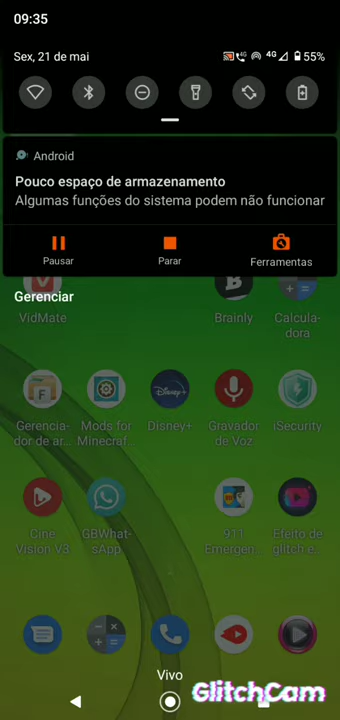 09:35
Sex, 21 de mai
4G
55%
Android
Pouco espaço de armazenamento
Algumas funções do sistema podem não funcionar
Pausar
Parar
Ferramentas
Gerenciar
VidMate
Brainly
Calcula-
dora
Gerencia-
dor de ar...
Mods for
Minecraf...
Disney+
Gravador
de Voz
iSecurity
Cine
Vision V3
GBWhat-
sApp
911
Emergen...
Efeito de
glitch e...
Vivo
GlitchCam